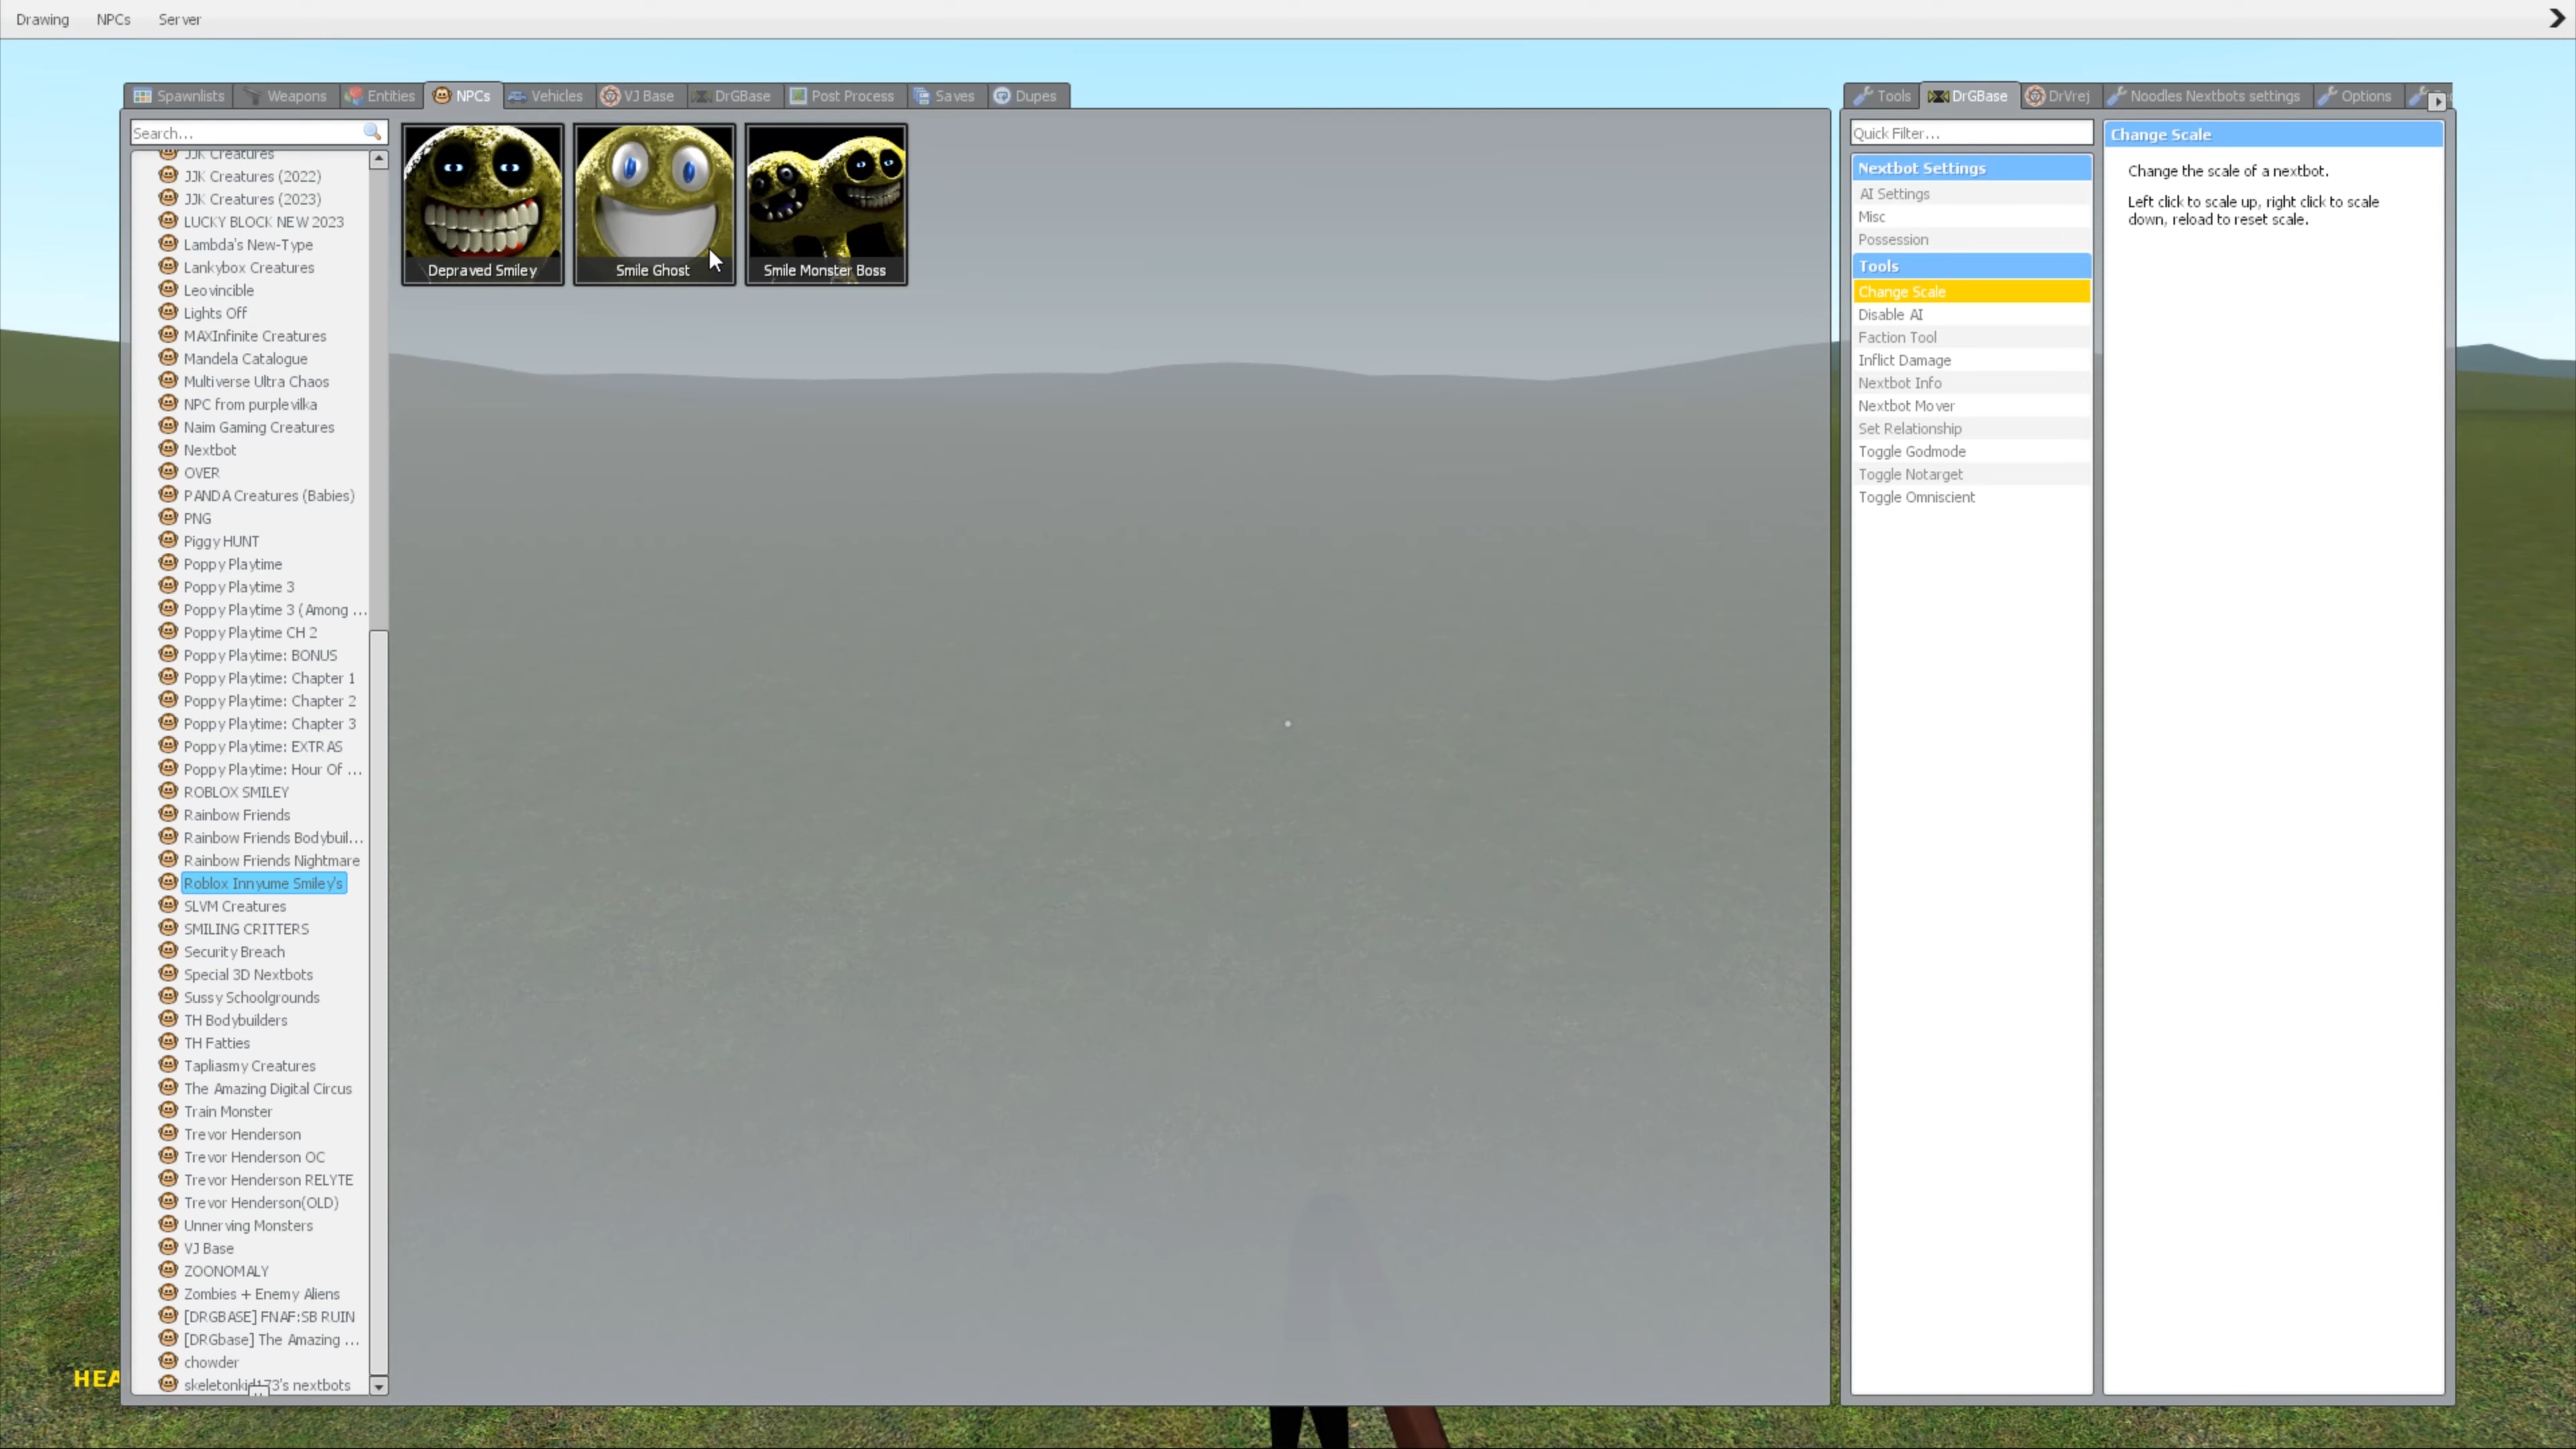 Drawing NPCs Server
Spawnlists Weapons Entities NPCs Vehicles VJ Base DrGBase Post Process Saves Dupes
Search...
JJK Creatures
JJK Creatures (2022)
JJK Creatures (2023)
LUCKY BLOCK NEW 2023
Lambda's New-Type
Lankybox Creatures
Leovincible
Lights Off
MAXInfinite Creatures
Mandela Catalogue
Multiverse Ultra Chaos
NPC from purplevilka
Naim Gaming Creatures
Nextbot
OVER
PANDA Creatures (Babies)
PNG
Piggy HUNT
Poppy Playtime
Poppy Playtime 3
Poppy Playtime 3 (Among ...
Poppy Playtime CH 2
Poppy Playtime: BONUS
Poppy Playtime: Chapter 1
Poppy Playtime: Chapter 2
Poppy Playtime: Chapter 3
Poppy Playtime: EXTRAS
Poppy Playtime: Hour Of ...
ROBLOX SMILEY
Rainbow Friends
Rainbow Friends Bodybuil...
Rainbow Friends Nightmare
Roblox Innyume Smiley's
SLVM Creatures
SMILING CRITTERS
Security Breach
Special 3D Nextbots
Sussy Schoolgrounds
TH Bodybuilders
TH Fatties
Tapliasmy Creatures
The Amazing Digital Circus
Train Monster
Trevor Henderson
Trevor Henderson OC
Trevor Henderson RELYTE
Trevor Henderson(OLD)
Unnerving Monsters
VJ Base
ZOONOMALY
Zombies + Enemy Aliens
[DRGBASE] FNAF:SB RUIN
[DRGbase] The Amazing ...
chowder
skeletonkid173's nextbots
HEA
Depraved Smiley
Smile Ghost
Smile Monster Boss
Tools DrGBase DrVrej Noodles Nextbots settings Options
Quick Filter...
Nextbot Settings
AI Settings
Misc
Possession
Tools
Change Scale
Disable AI
Faction Tool
Inflict Damage
Nextbot Info
Nextbot Mover
Set Relationship
Toggle Godmode
Toggle Notarget
Toggle Omniscient
Change Scale
Change the scale of a nextbot.
Left click to scale up, right click to scale
down, reload to reset scale.